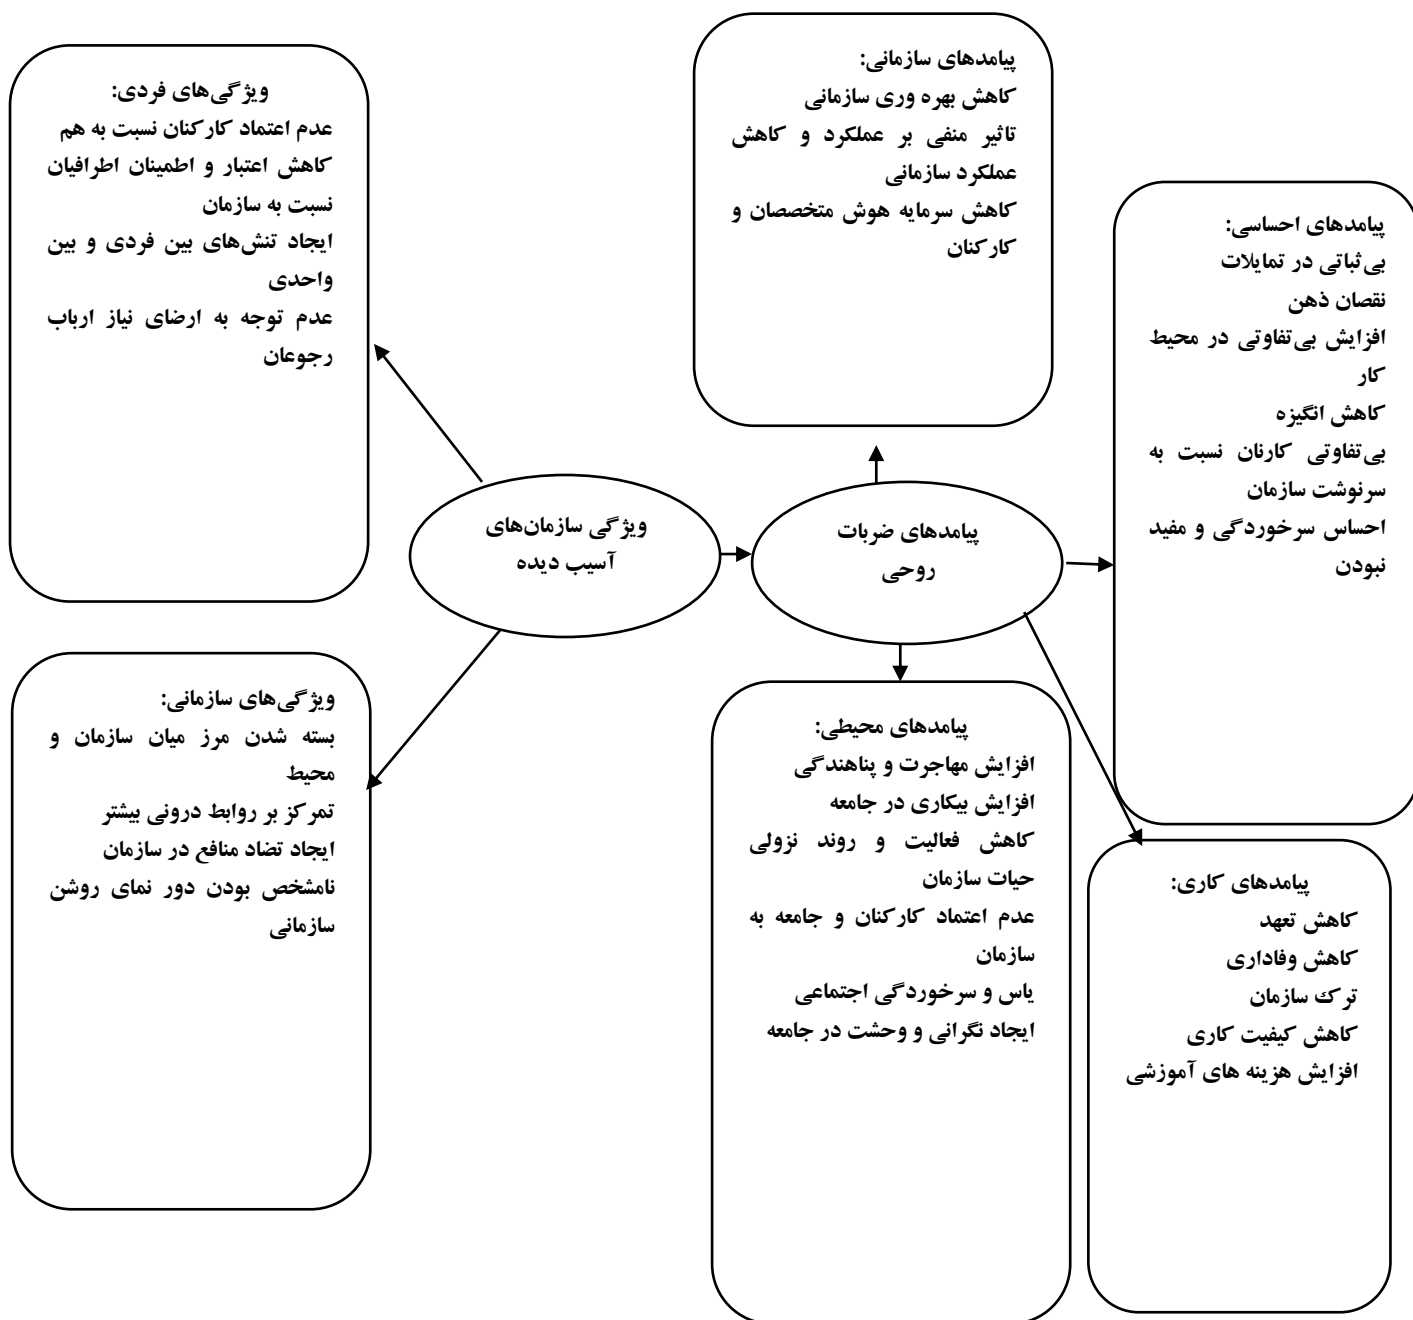 پیامدهای سازمانی:
کاهش بهره وری سازمانی
تاثیر منفی بر عملکرد و کاهش
عملکرد سازمانی
کاهش سرمایه هوش متخصصان و
کارکنان
ویژگی‌های فردی:
عدم اعتماد کارکنان نسبت به هم
کاهش اعتبار و اطمینان اطرافیان
نسبت به سازمان
ایجاد تنش‌های بین فردی و بین
واحدی
عدم توجه به ارضای نیاز ارباب
رجوعان
پیامدهای احساسی:
بی‌ثباتی در تمایلات
نقصان ذهن
افزایش بی‌تفاوتی در محیط
کار
کاهش انگیزه
بی‌تفاوتی کارنان نسبت به
سرنوشت سازمان
احساس سرخوردگی و مفید
نبودن
پیامدهای ضربات
روحی
ویژگی سازمان‌های
آسیب دیده
ویژگی‌های سازمانی:
بسته شدن مرز میان سازمان و
محیط
تمرکز بر روابط درونی بیشتر
ایجاد تضاد منافع در سازمان
نامشخص بودن دور نمای روشن
سازمانی
پیامدهای محیطی:
افزایش مهاجرت و پناهندگی
افزایش بیکاری در جامعه
کاهش فعالیت و روند نزولی
حیات سازمان
عدم اعتماد کارکنان و جامعه به
سازمان
یاس و سرخوردگی اجتماعی
ایجاد نگرانی و وحشت در جامعه
پیامدهای کاری:
کاهش تعهد
کاهش وفاداری
ترک سازمان
کاهش کیفیت کاری
افزایش هزینه های آموزشی